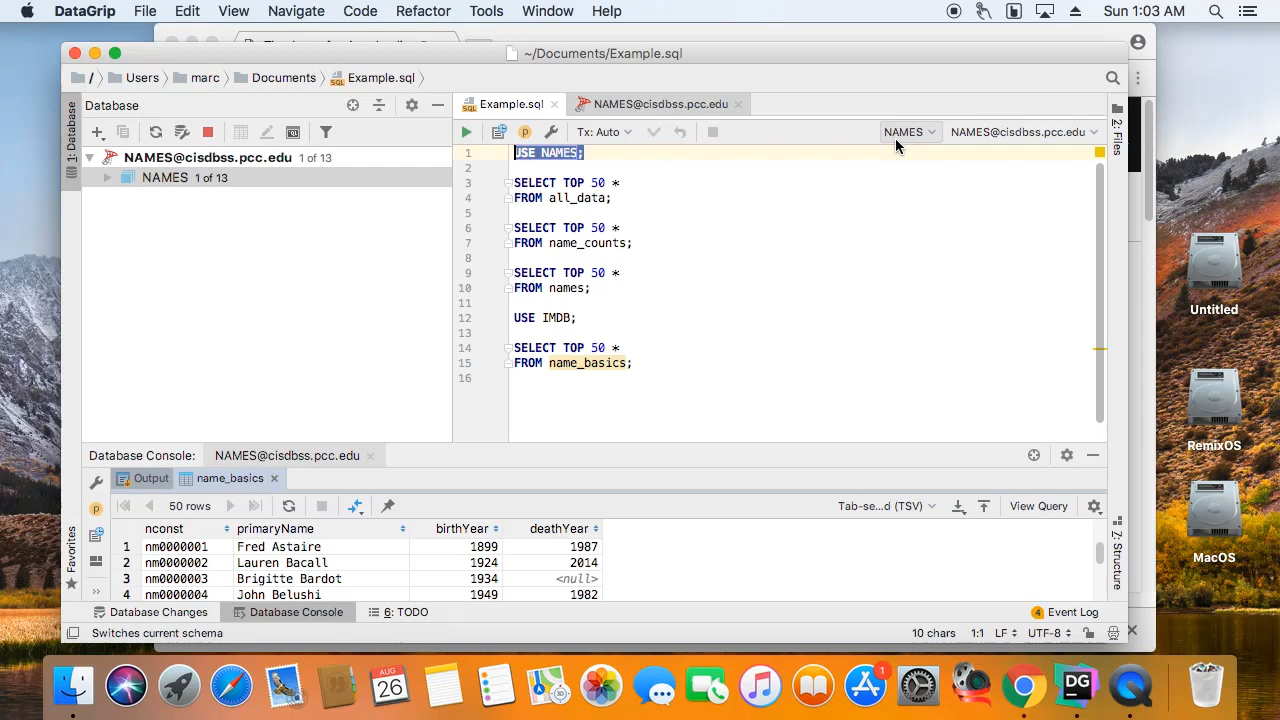 DataGrip File Edit View Navigate Code Refactor Tools Window Help Sun 1:03 AM
~/Documents/Example.sql
/ Users marc Documents Example.sql
1: Database
Database
Example.sql
NAMES@cisdbss.pcc.edu
2: Files
Tx: Auto
NAMES
NAMES@cisdbss.pcc.edu
NAMES@cisdbss.pcc.edu 1 of 13
NAMES 1 of 13
1 USE NAMES;
2
3 SELECT TOP 50 *
4 FROM all_data;
5
6 SELECT TOP 50 *
7 FROM name_counts;
8
9 SELECT TOP 50 *
10 FROM names;
11
12 USE IMDB;
13
14 SELECT TOP 50 *
15 FROM name_basics;
16
Untitled
RemixOS
MacOS
Database Console: NAMES@cisdbss.pcc.edu
Output name_basics
50 rows Tab-se...d (TSV) View Query
nconst primaryName birthYear deathYear
1 nm0000001 Fred Astaire 1899 1987
2 nm0000002 Lauren Bacall 1924 2014
3 nm0000003 Brigitte Bardot 1934 <null>
4 nm0000004 John Belushi 1949 1982
Favorites
Z: Structure
Database Changes Database Console 6: TODO 4 Event Log
Switches current schema 10 chars 1:1 LF UTF-8
AUG
26
1
DG